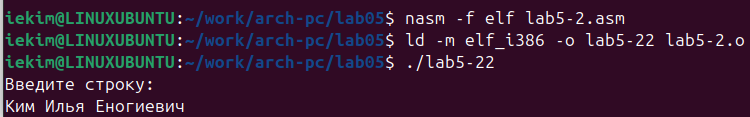 iekim@LINUXUBUNTU:~/work/arch-pc/lab05$ nasm -f elf lab5-2.asm
iekim@LINUXUBUNTU:~/work/arch-pc/lab05$ ld -m elf_i386 -o lab5-22 lab5-2.o
iekim@LINUXUBUNTU:~/work/arch-pc/lab05$ ./lab5-22
Введите строку:
Ким Илья Еногиевич